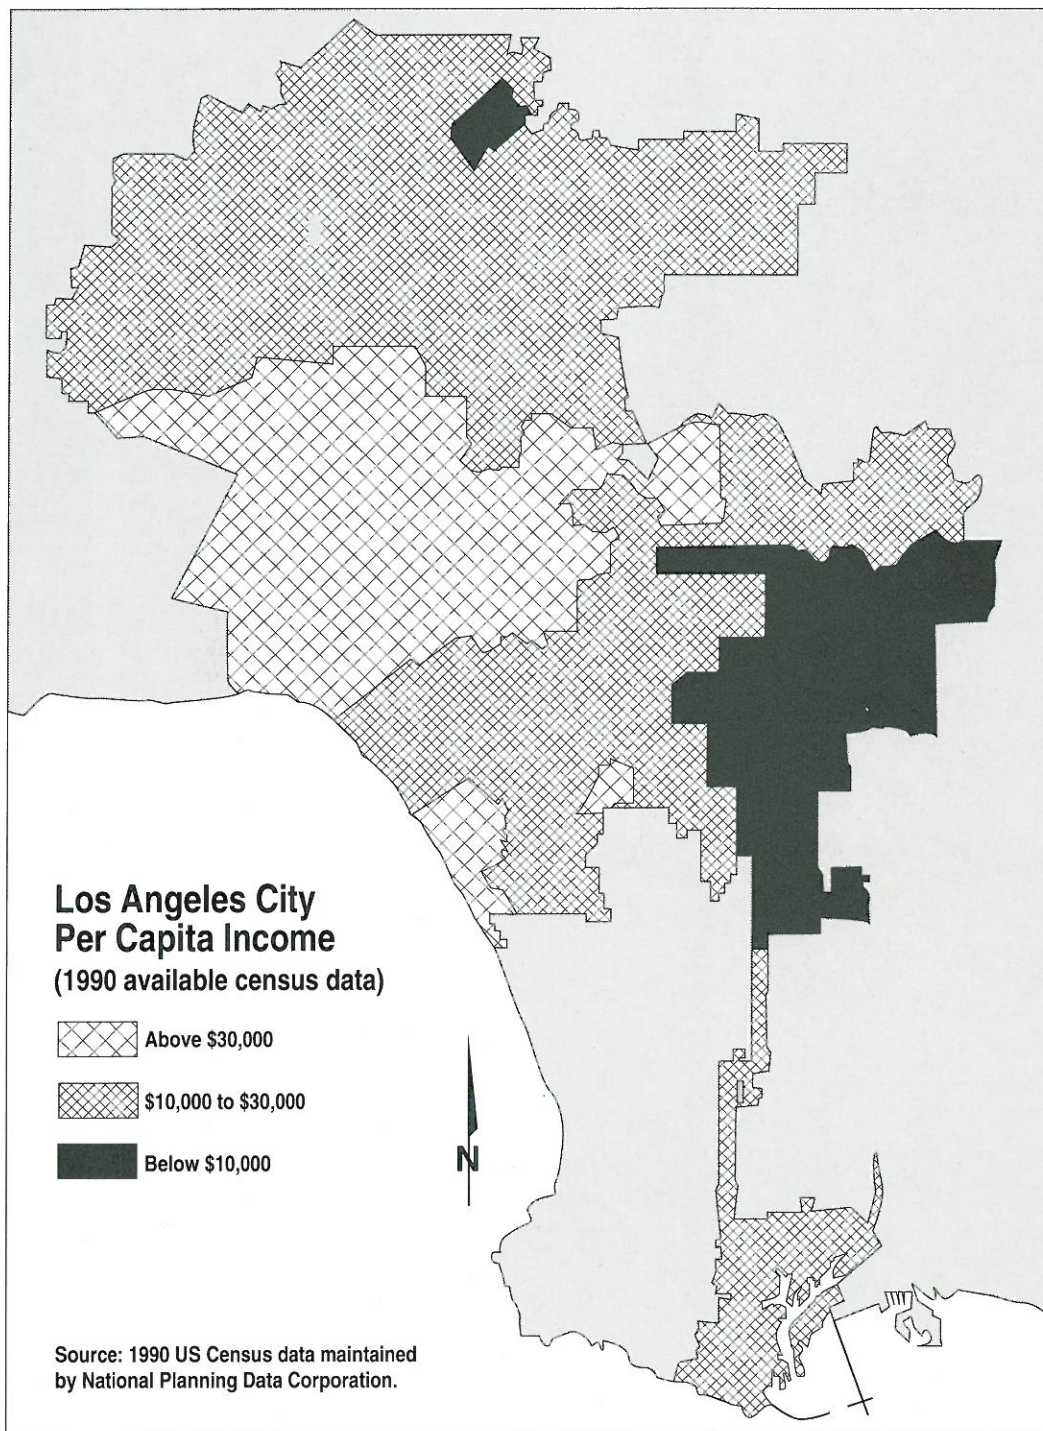 Los Angeles City
Per Capita Income
(1990 available census data)
Above $30,000
$10,000 to $30,000
Below $10,000
N
Source: 1990 US Census data maintained
by National Planning Data Corporation.